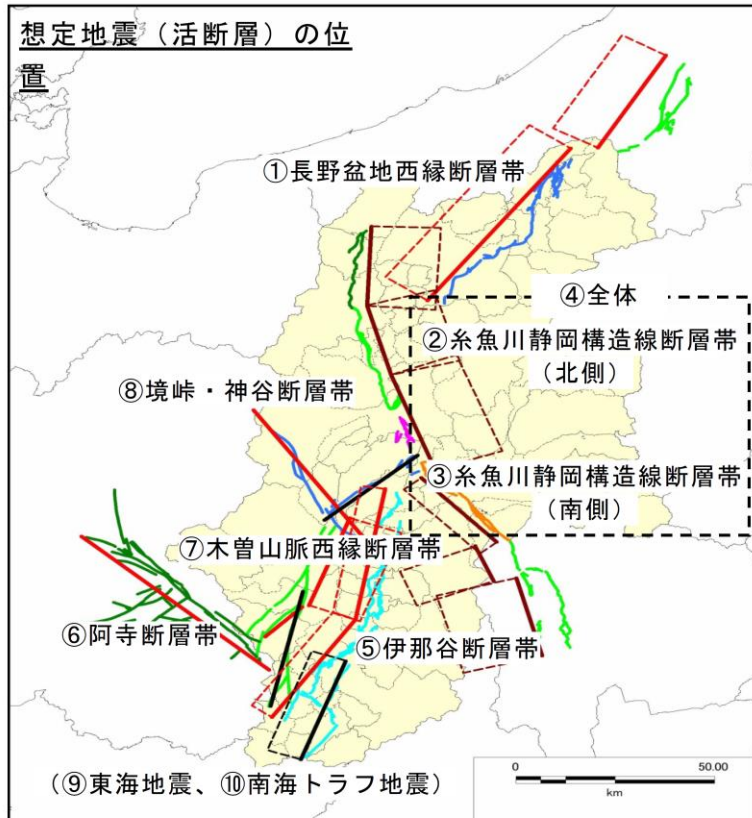 想定地震（活断層）の位
置
①長野盆地西縁断層帯
④全体
②糸魚川静岡構造線断層帯
（北側）
⑧境峠・神谷断層帯
③糸魚川静岡構造線断層帯
（南側）
⑦木曽山脈西縁断層帯
⑥阿寺断層帯
⑤伊那谷断層帯
（⑨東海地震、⑩南海トラフ地震）
0 50.00
km